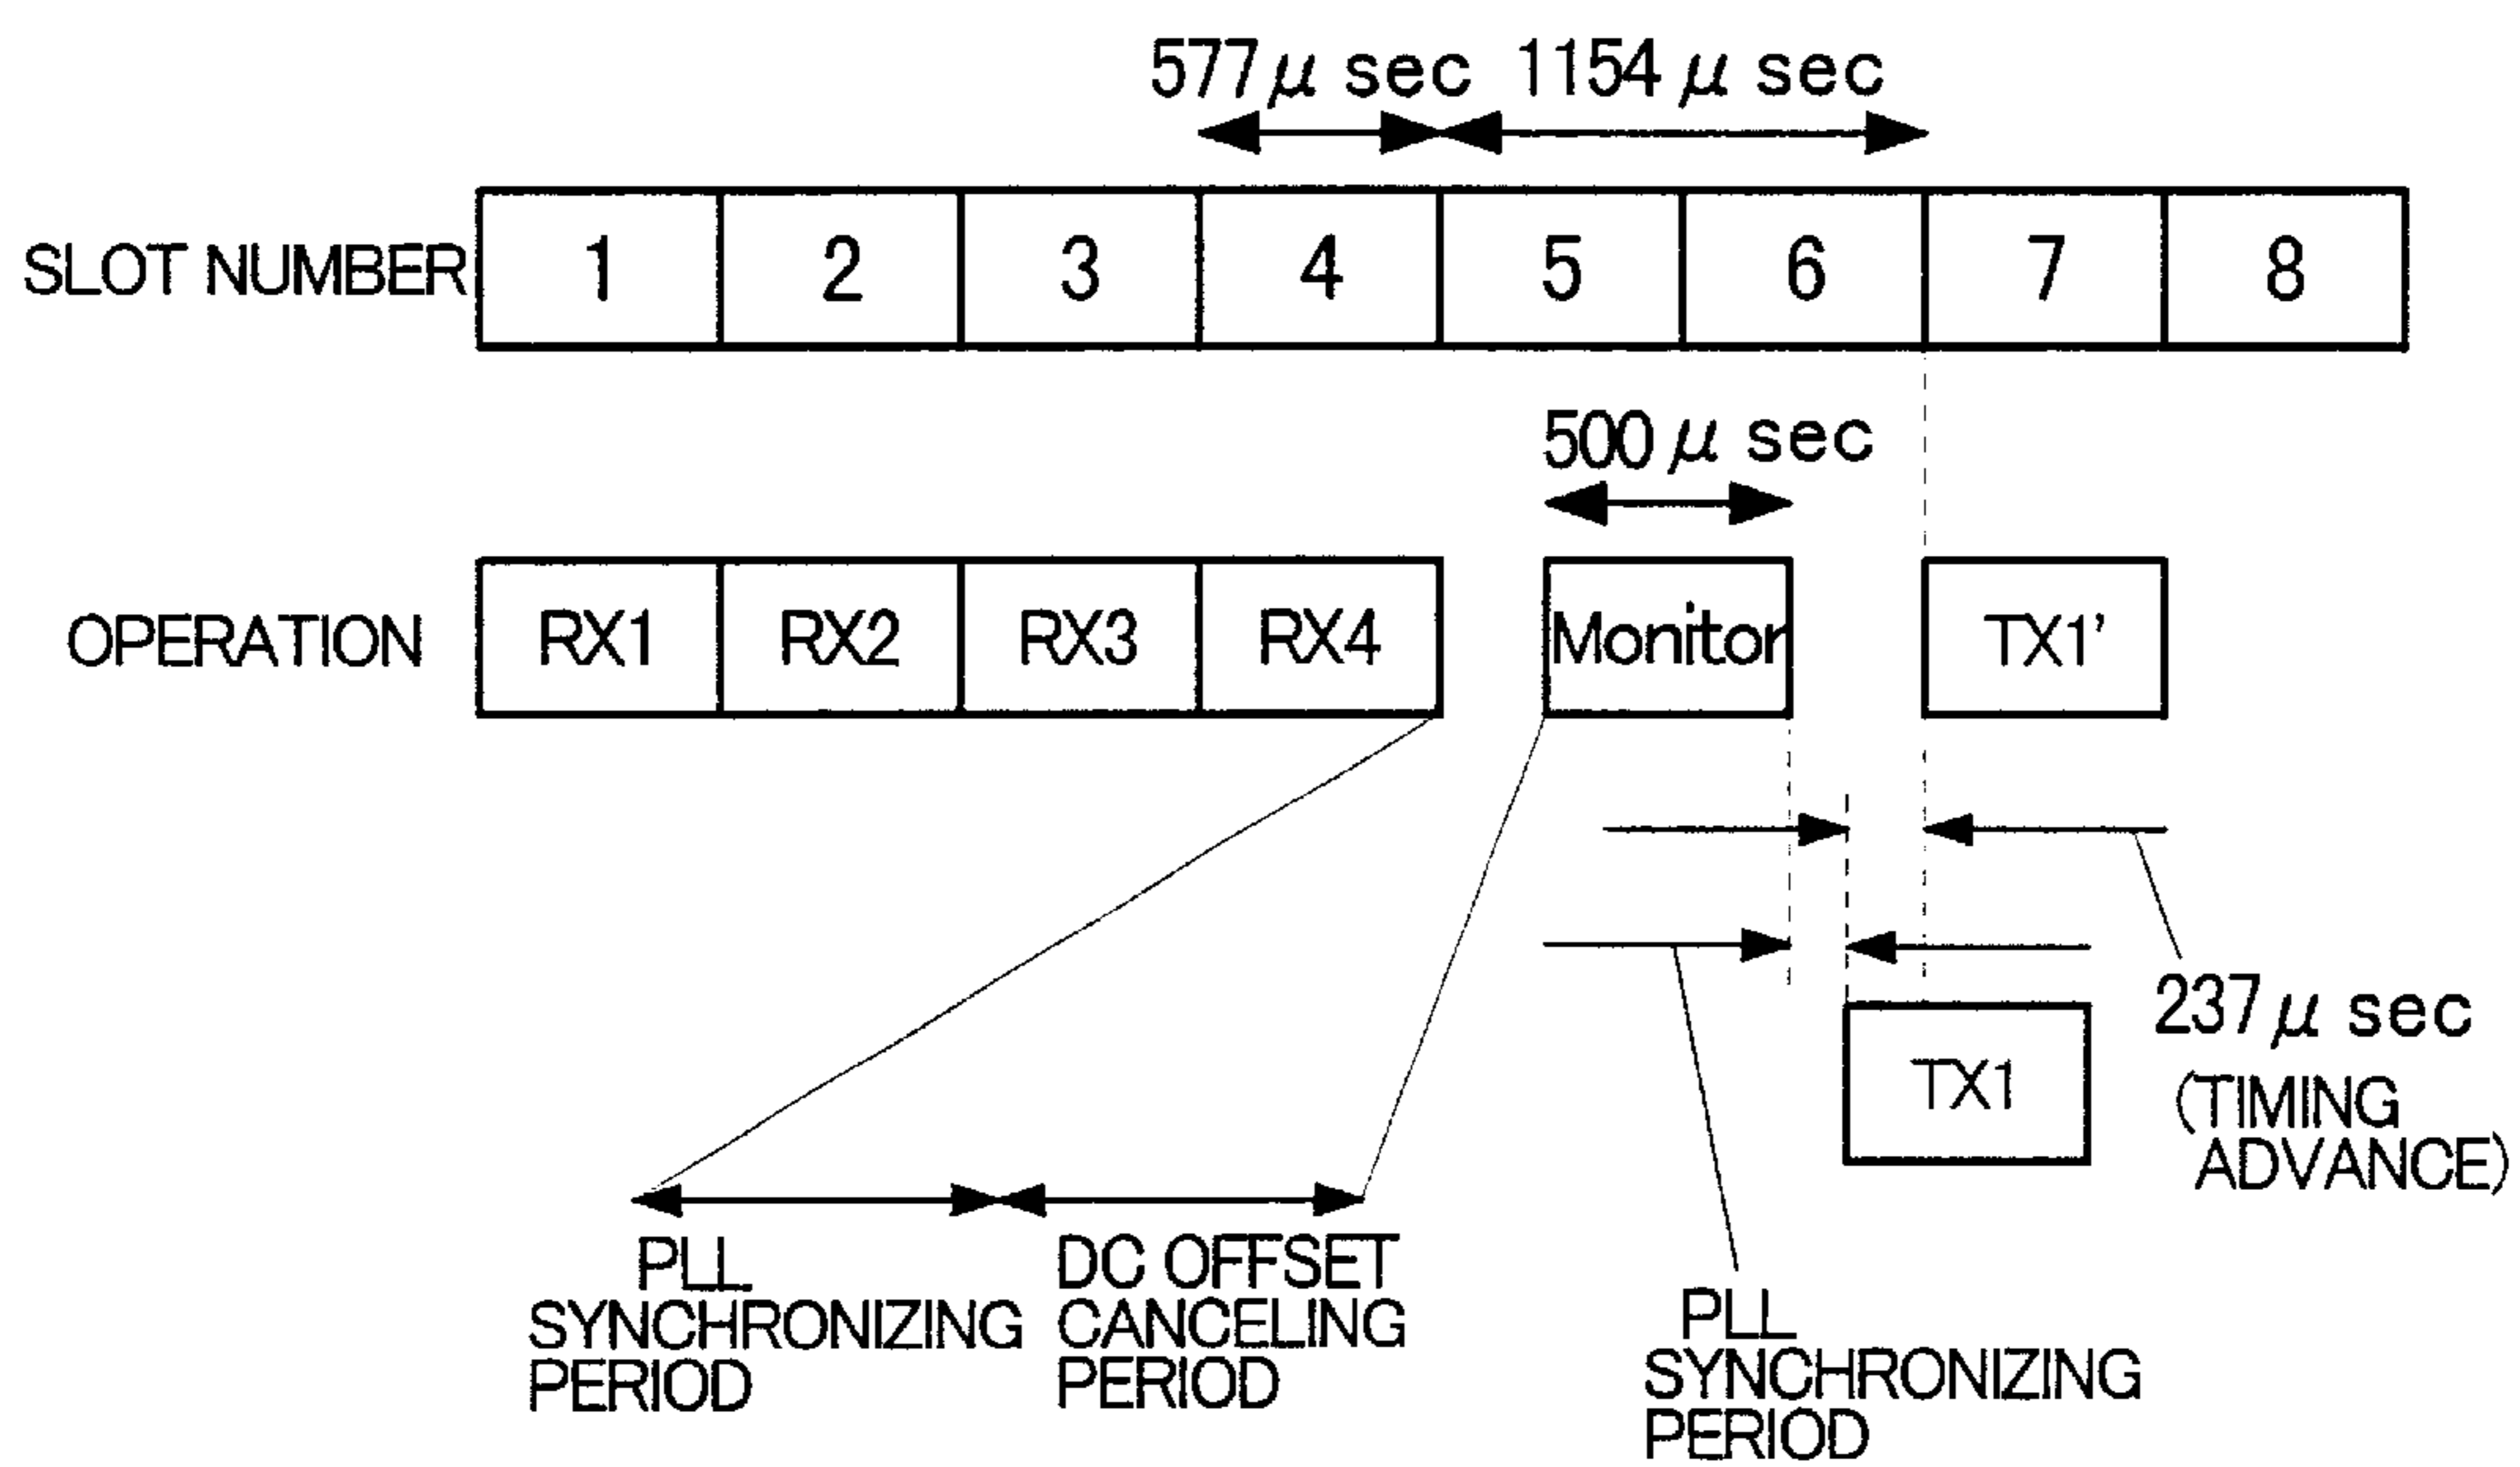 577μ sec 1154μ sec
SLOT NUMBER 1 2 3 4 5 6 7 8
500μ sec
OPERATION RX1 RX2 RX3 RX4 Monitor TX1'
237μ sec
(TIMING
ADVANCE)
TX1
PLL
SYNCHRONIZING
PERIOD
DC OFFSET
CANCELING
PERIOD
PLL
SYNCHRONIZING
PERIOD